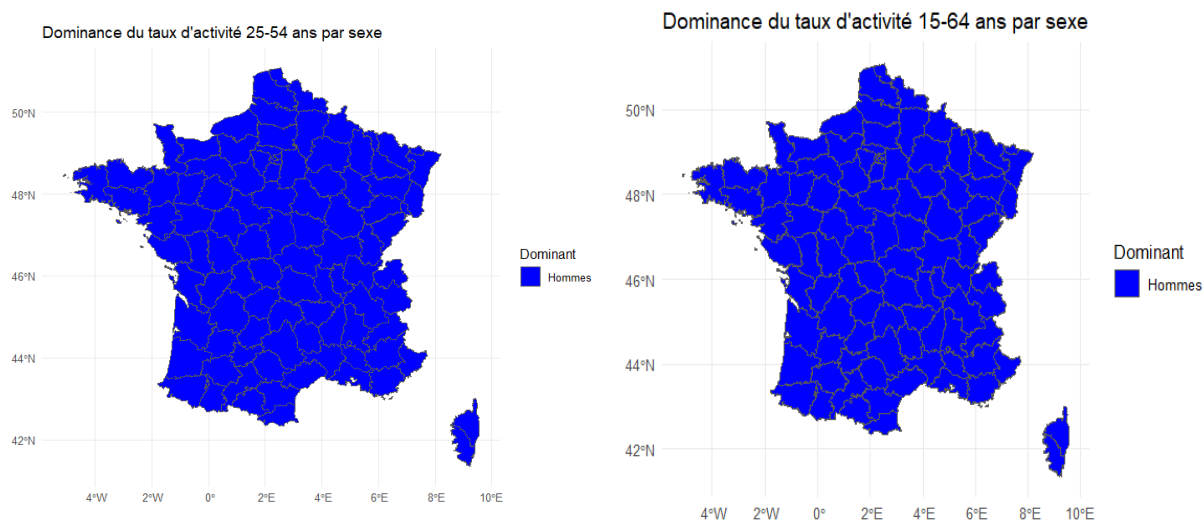 Dominance du taux d'activité 25-54 ans par sexe
50°N
48°N
46°N
44°N
42°N
4°W 2°W 0° 2°E 4°E 6°E 8°E 10°E
Dominant
Hommes
Dominance du taux d'activité 15-64 ans par sexe
50°N
48°N
46°N
44°N
42°N
4°W 2°W 0° 2°E 4°E 6°E 8°E 10°E
Dominant
Hommes